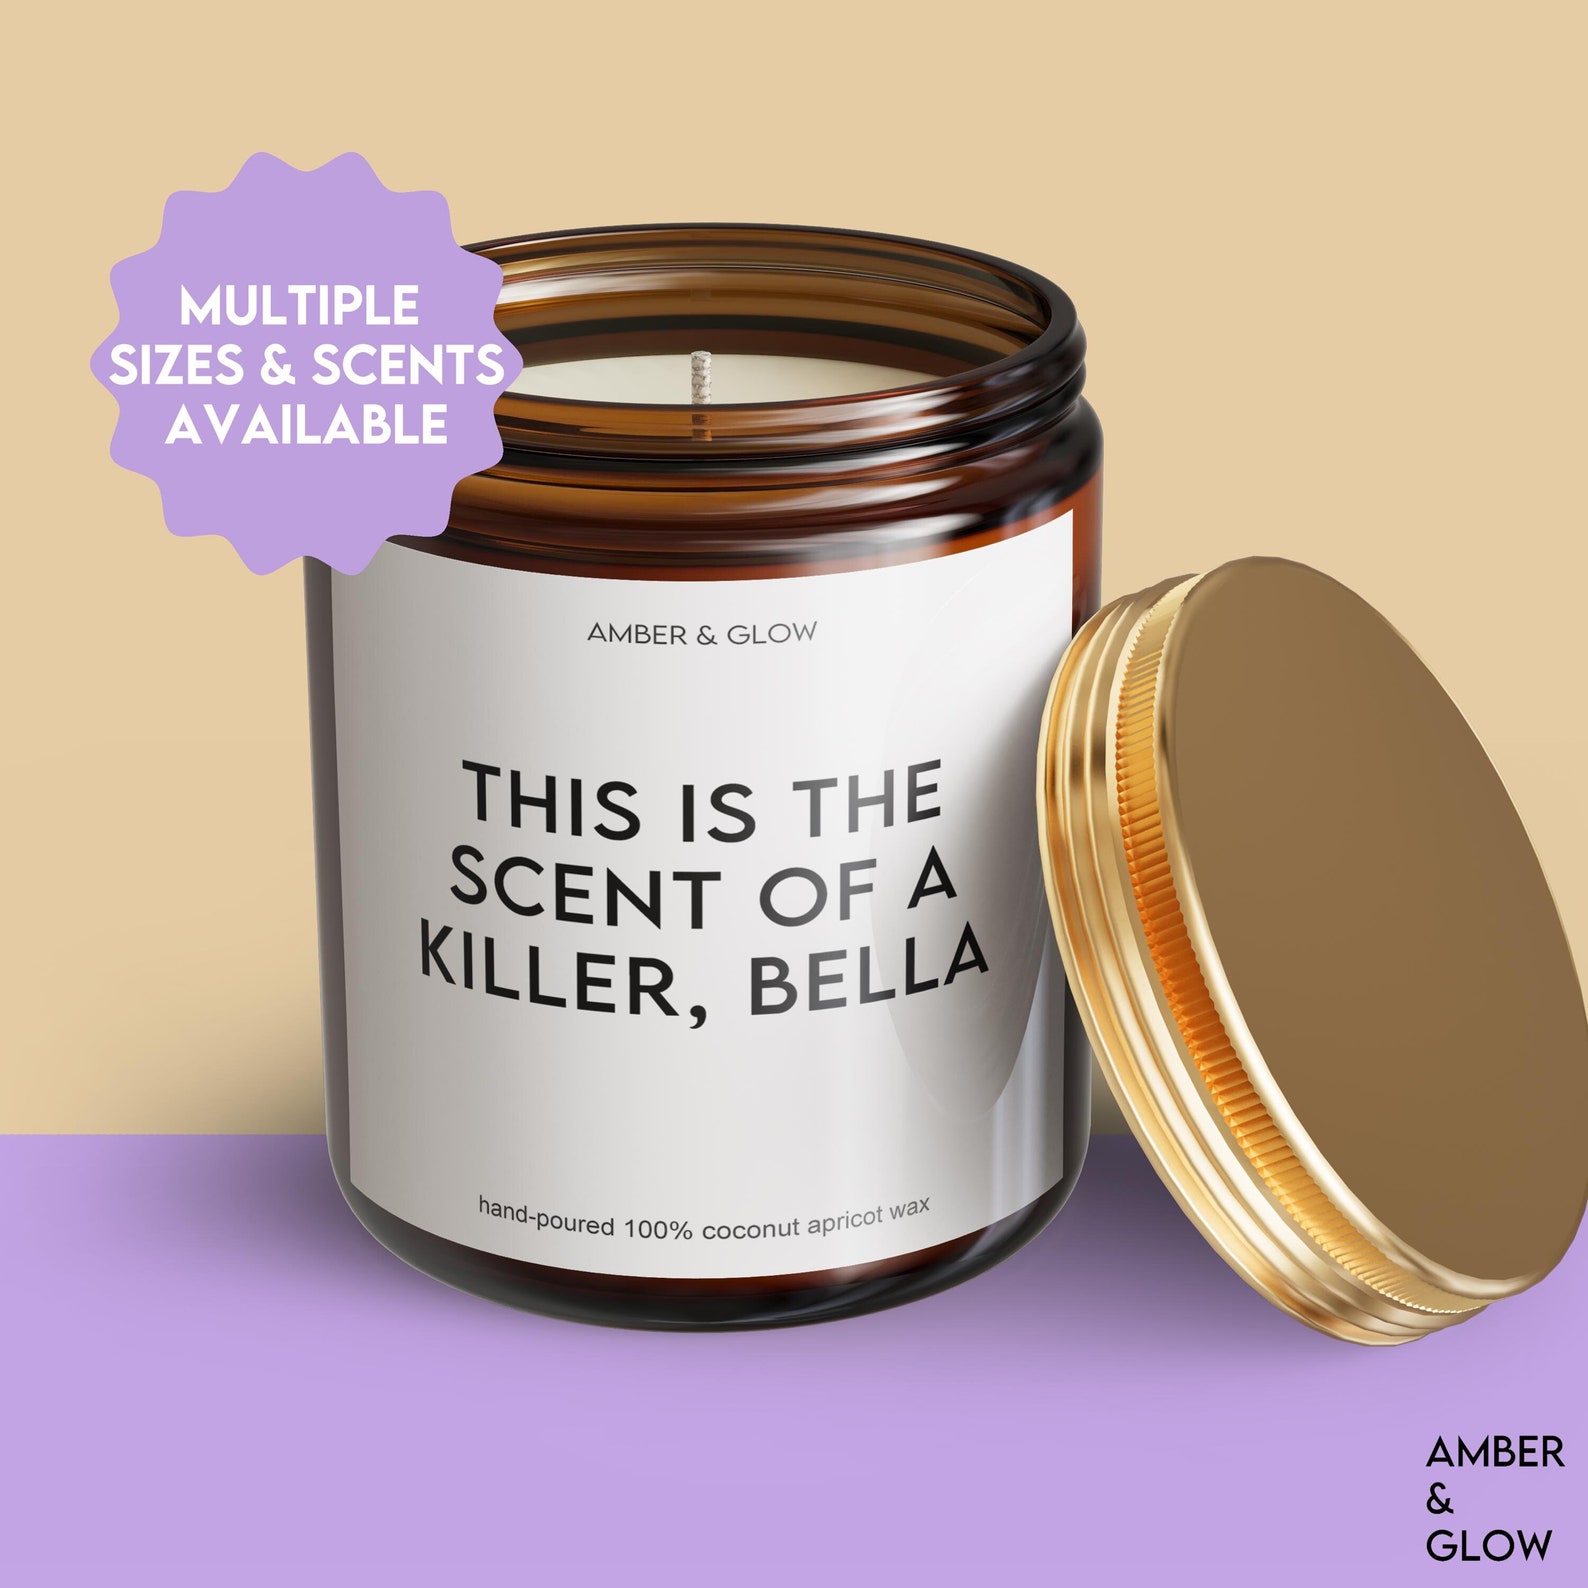 MULTIPLE
SIZES & SCENTS
AVAILABLE
AMBER & GLOW
THIS IS THE
SCENT OF A
KILLER, BELLA
hand-poured 100% coconut apricot wax
AMBER
&
GLOW